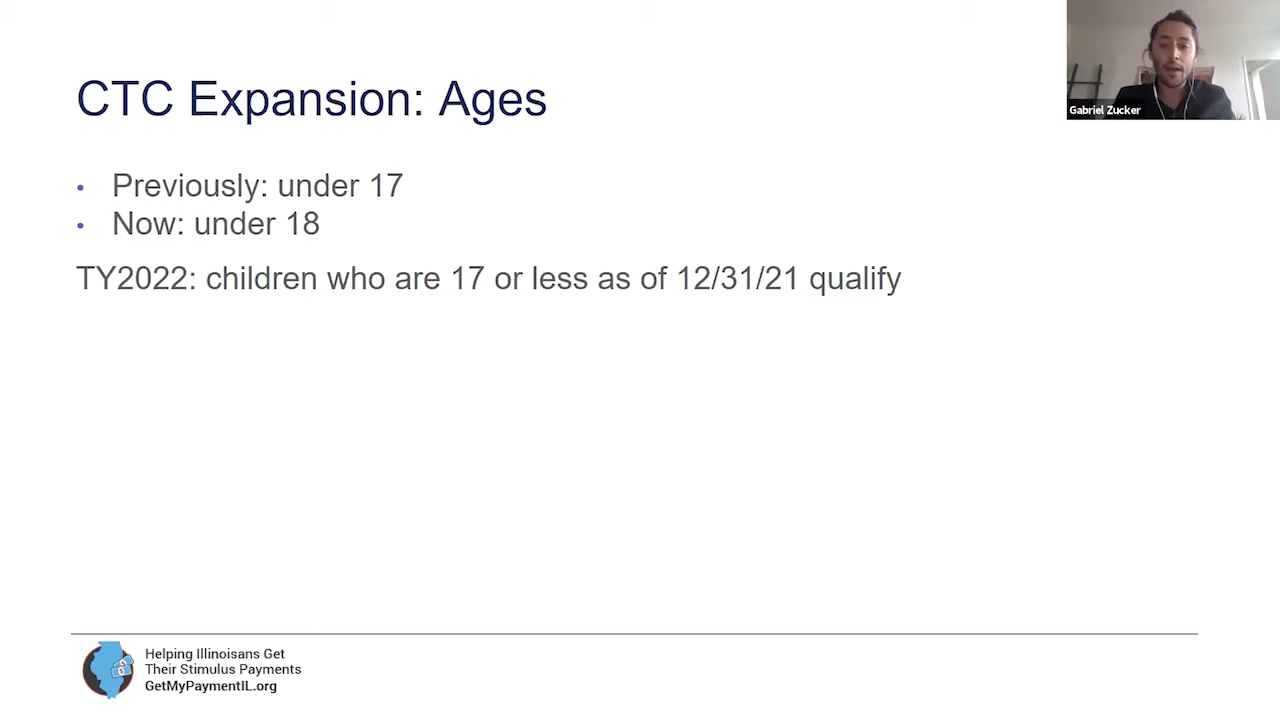 CTC Expansion: Ages
Gabriel Zucker
• Previously: under 17
• Now: under 18
TY2022: children who are 17 or less as of 12/31/21 qualify
Helping Illinoisans Get
Their Stimulus Payments
GetMyPaymentIL.org